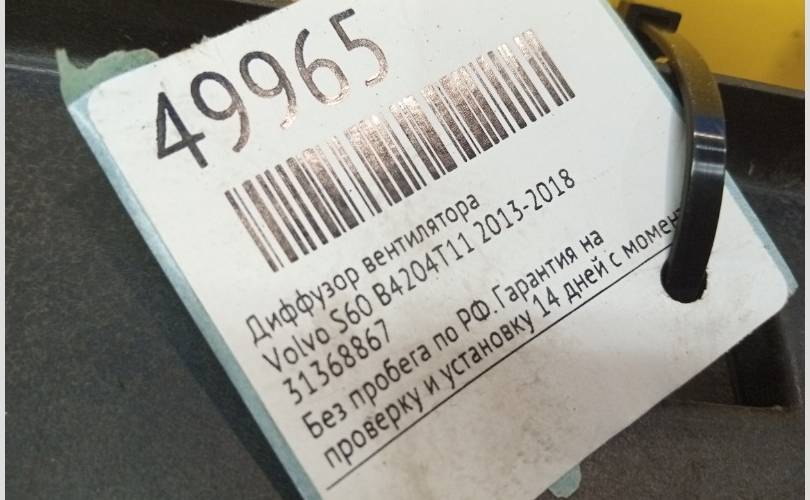 49965
Диффузор вентилятора
Volvo S60 B4204T11 2013-2018
31368867
Без пробега по РФ. Гарантия на
проверку и установку 14 дней с